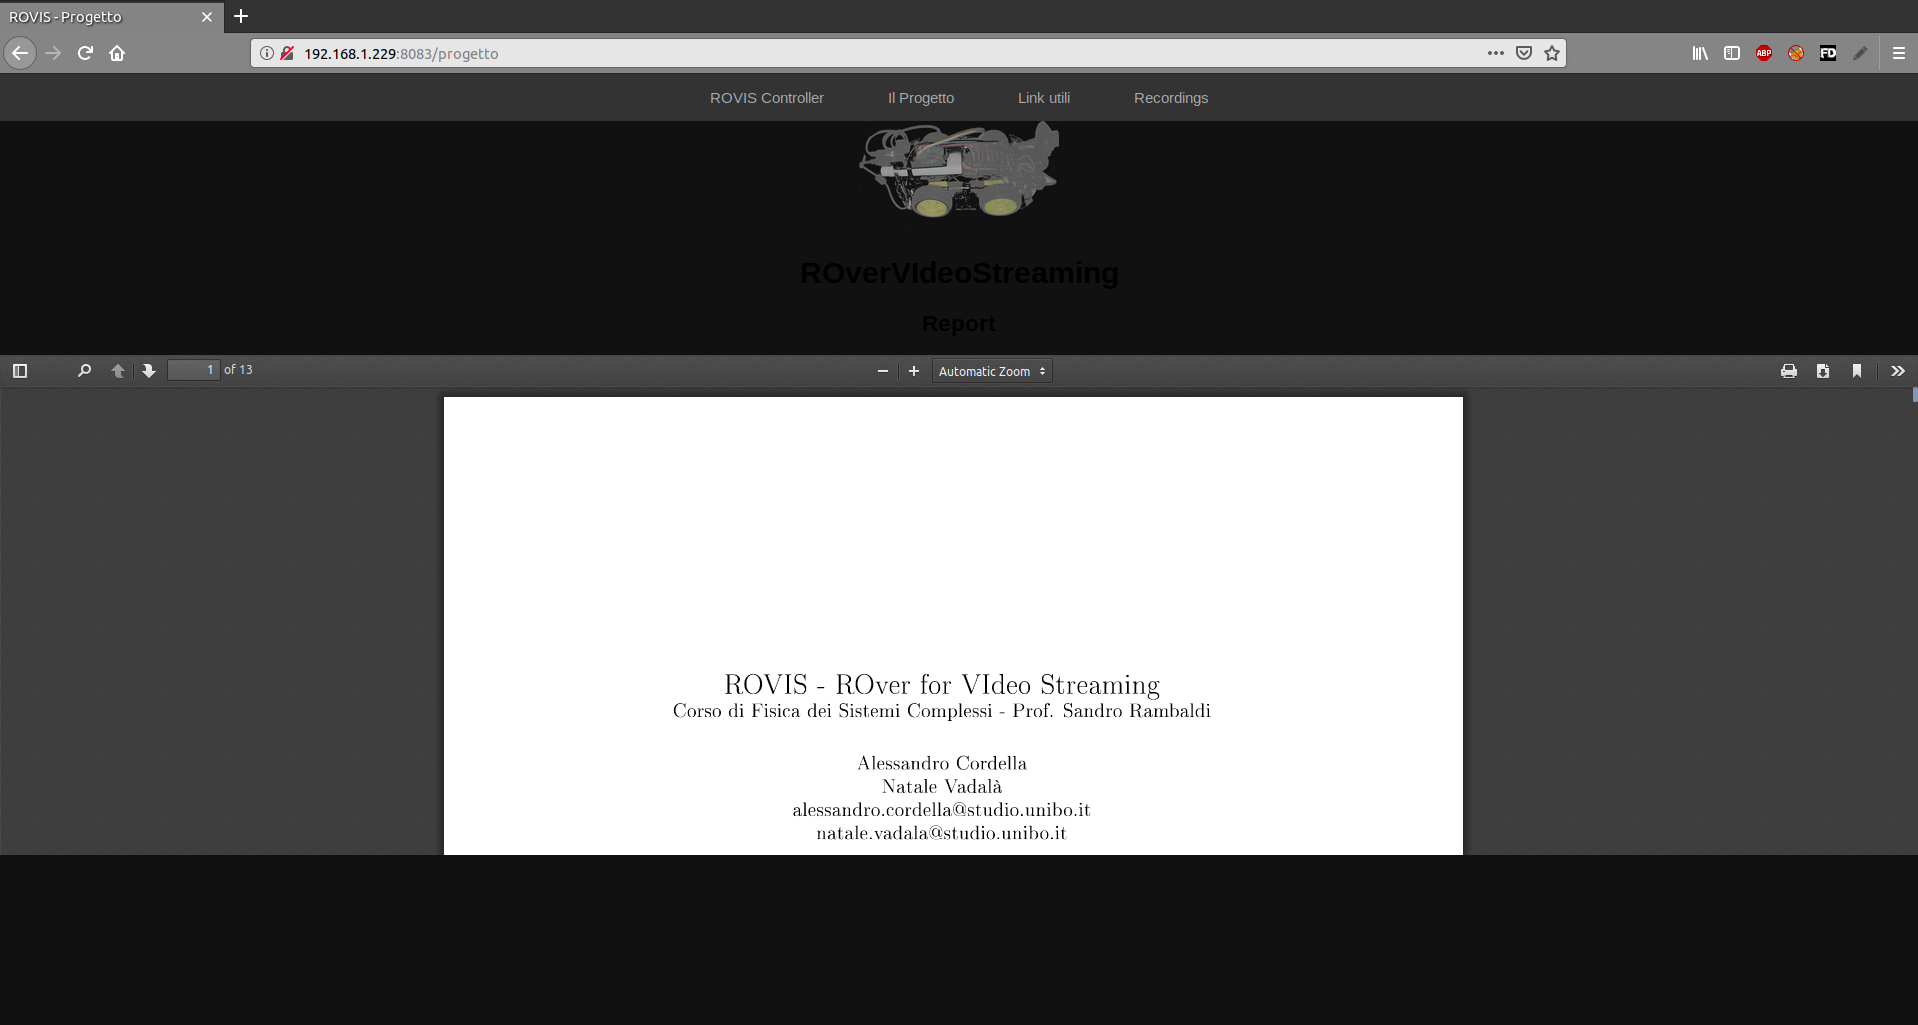 ROVIS - Progetto
192.168.1.229:8083/progetto
ABP
FD
ROVIS Controller Il Progetto Link utili Recordings
ROverVIdeoStreaming
Report
1 of 13
Automatic Zoom
ROVIS - ROver for VIdeo Streaming
Corso di Fisica dei Sistemi Complessi - Prof. Sandro Rambaldi
Alessandro Cordella
Natale Vadalà
alessandro.cordella@studio.unibo.it
natale.vadala@studio.unibo.it